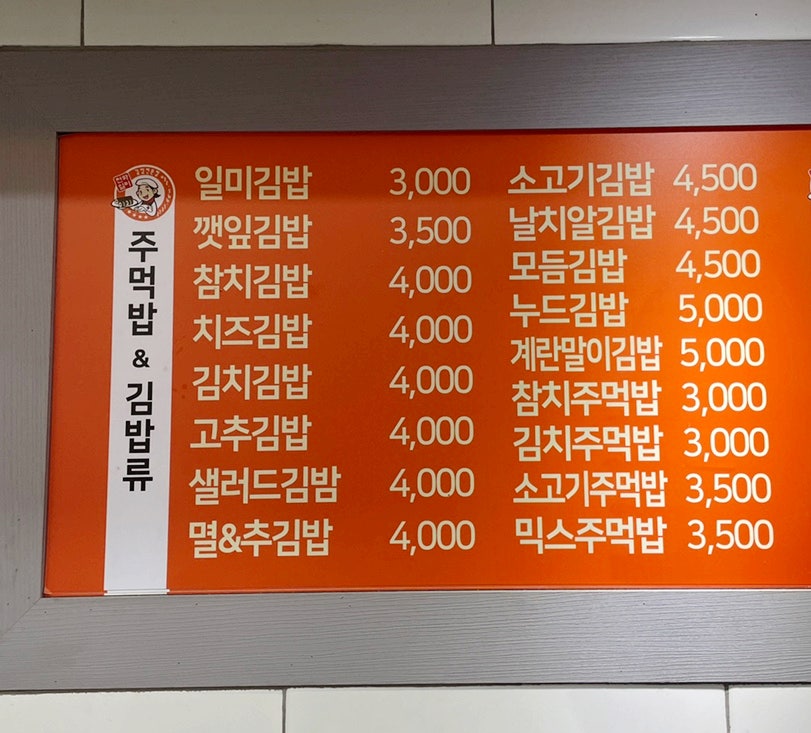 주먹밥 & 김밥류
일미김밥 3,000
깻잎김밥 3,500
참치김밥 4,000
치즈김밥 4,000
김치김밥 4,000
고추김밥 4,000
샐러드김밤 4,000
멸&추김밥 4,000
소고기김밥 4,500
날치알김밥 4,500
모듬김밥 4,500
누드김밥 5,000
계란말이김밥 5,000
참치주먹밥 3,000
김치주먹밥 3,000
소고기주먹밥 3,500
믹스주먹밥 3,500